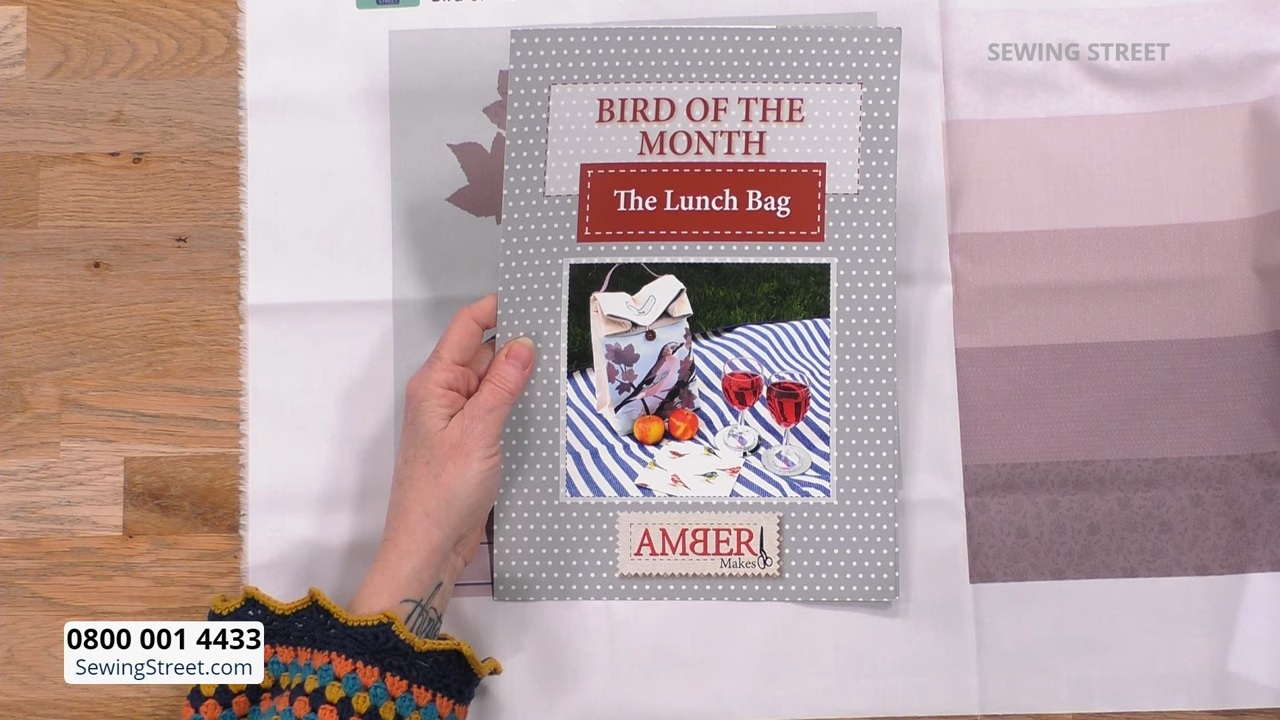 SEWING STREET
BIRD OF THE
MONTH
The Lunch Bag
AMBER
Makes
0800 001 4433
SewingStreet.com